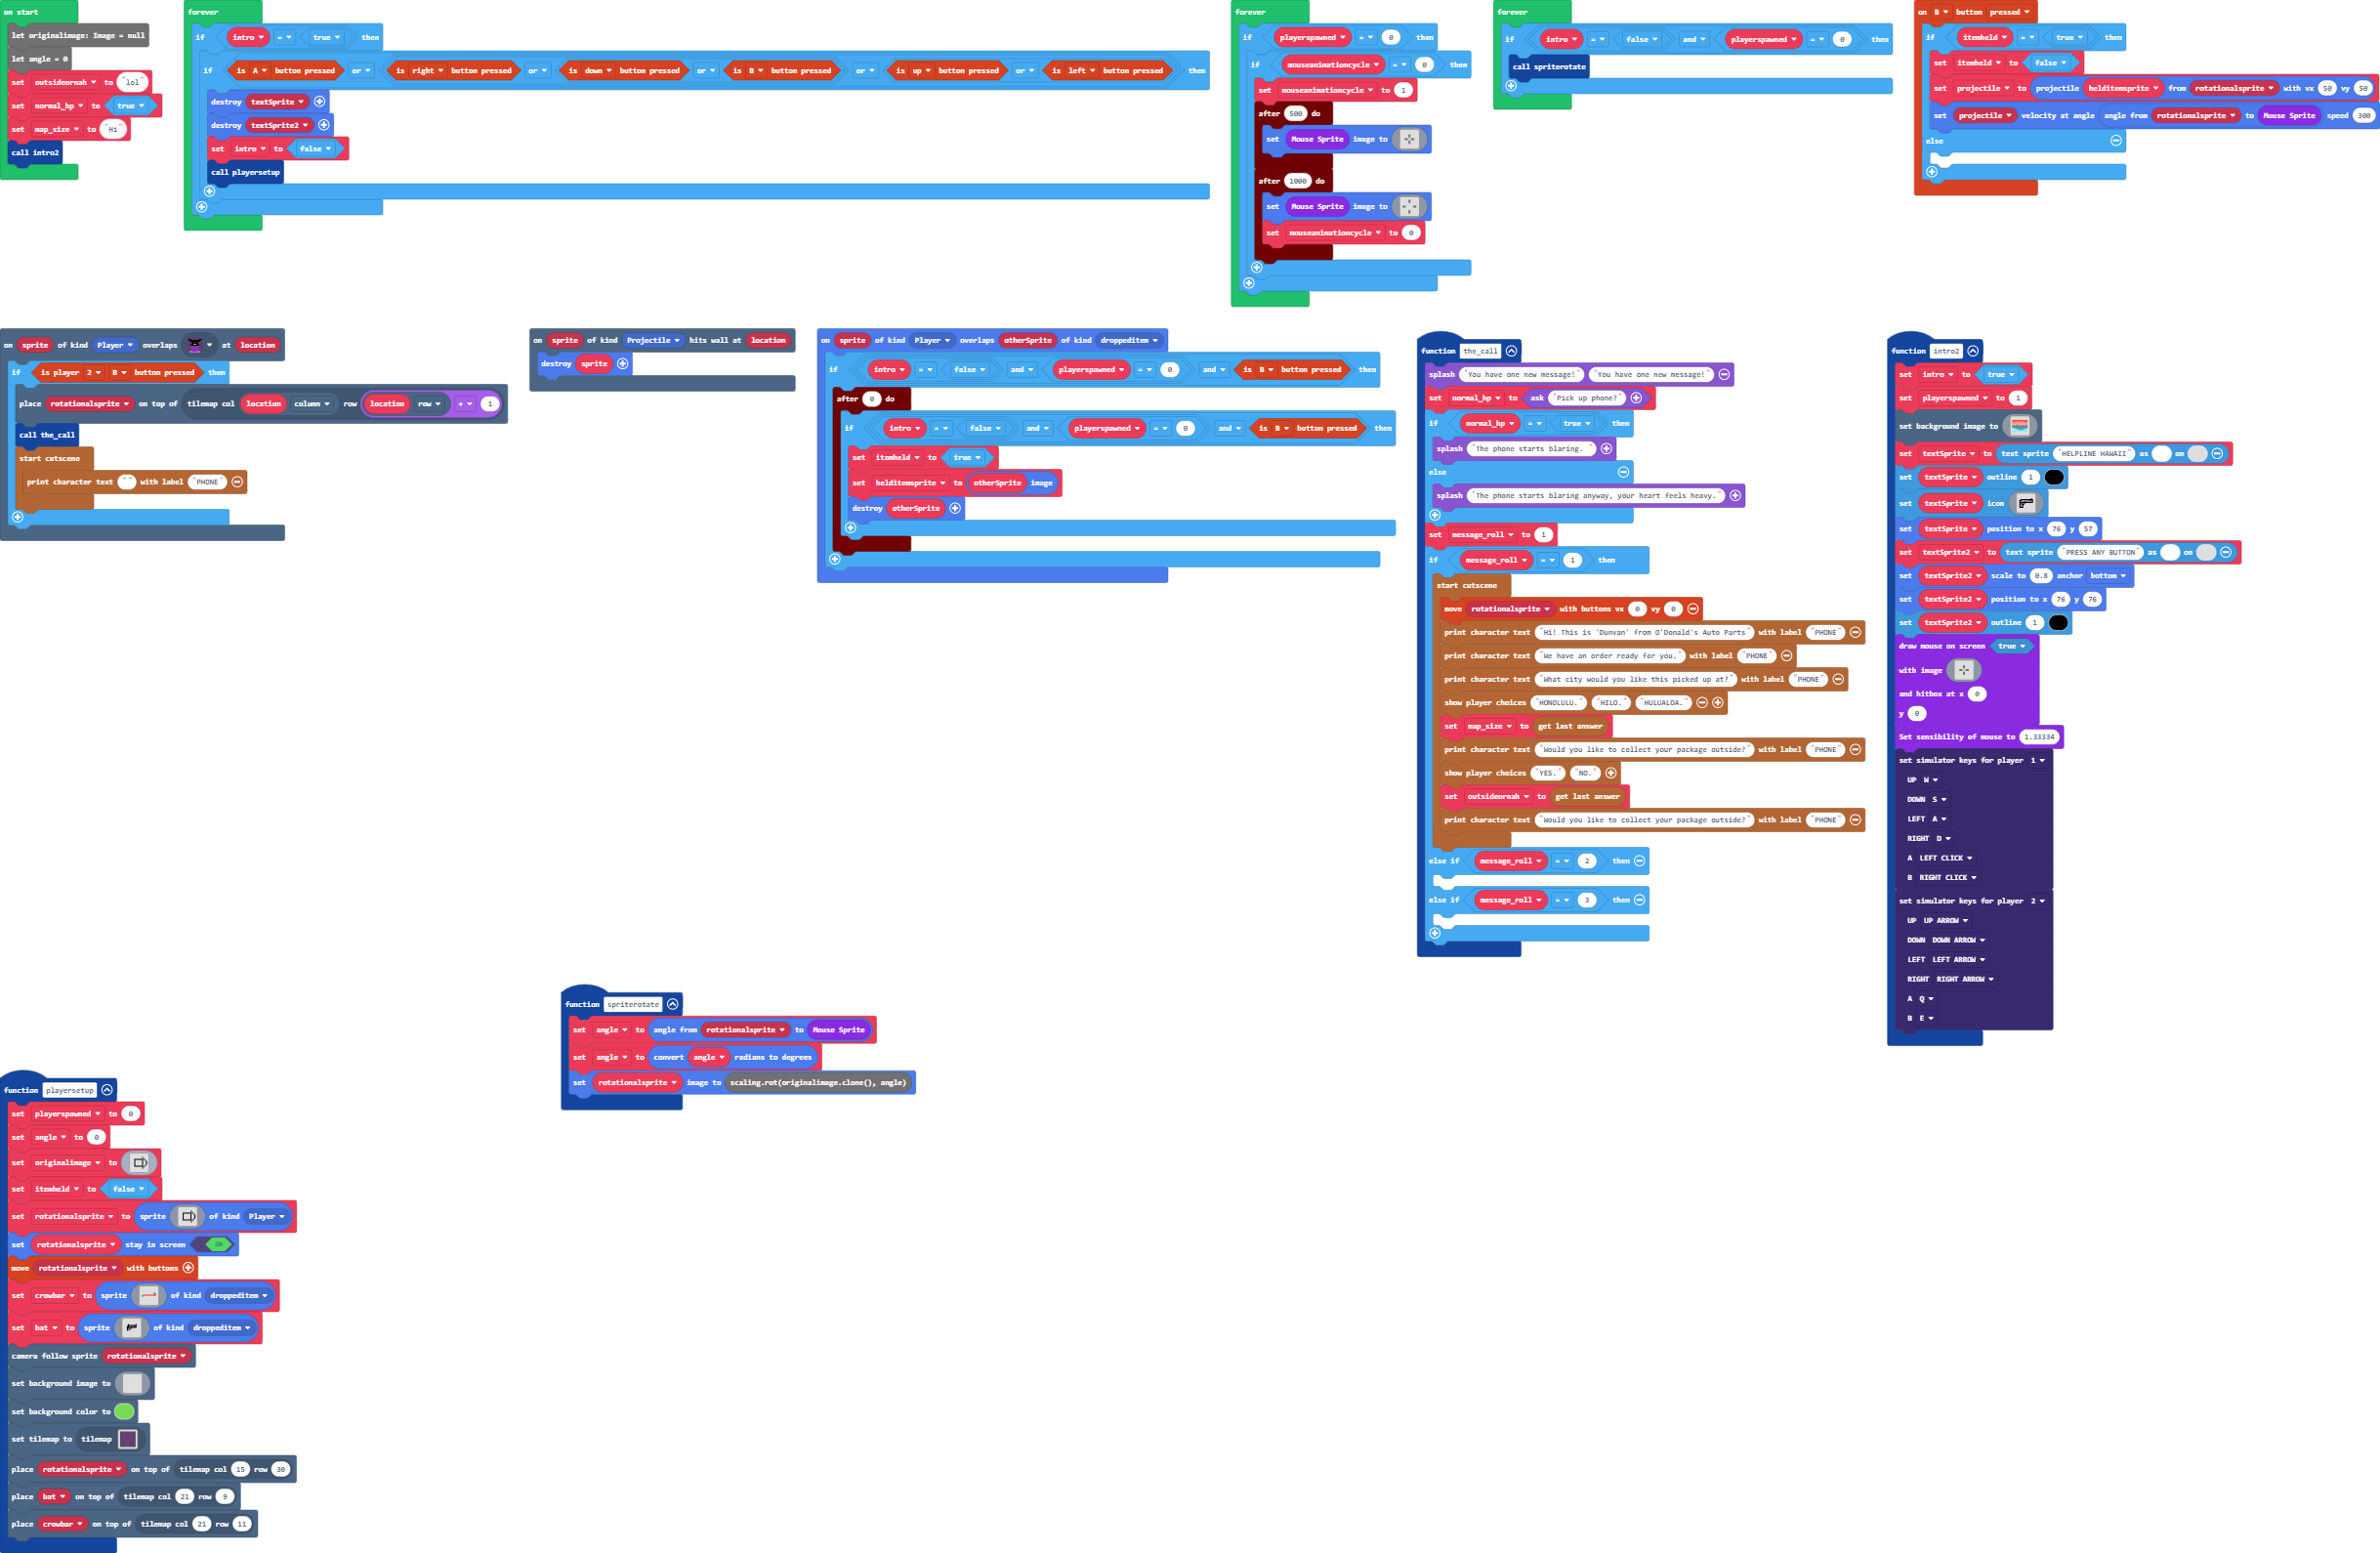 on start
let originalimage: Image = null
let angle = 0
set outsideornah to "lol"
set normal_hp to true
set map_size to "Hi"
call intro2
forever
if intro = true then
if is A button pressed or is right button pressed or is down button pressed or is B button pressed or is up button pressed or is left button pressed then
destroy textSprite
destroy textSprite2
set intro to false
call playersetup
forever
if playerspawned = 0 then
if mouseanimationcycle = 0 then
set mouseanimationcycle to 1
after 500 do
set Mouse Sprite image to
after 1000 do
set Mouse Sprite image to
set mouseanimationcycle to 0
forever
if intro = false and playerspawned = 0 then
call spriterotate
on B button pressed
if itemheld = true then
set itemheld to false
set projectile to projectile helditemsprite from rotationalsprite with vx 50 vy 50
set projectile velocity at angle angle from rotationalsprite to Mouse Sprite speed 300
else
on sprite of kind Player overlaps at location
if is player 2 B button pressed then
place rotationalsprite on top of tilemap col location column row location row + 1
call the_call
start cutscene
print character text " " with label "PHONE"
on sprite of kind Projectile hits wall at location
destroy sprite
on sprite of kind Player overlaps otherSprite of kind droppeditem
if intro = false and playerspawned = 0 and is B button pressed then
after 0 do
if intro = false and playerspawned = 0 and is B button pressed then
set itemheld to true
set helditemsprite to otherSprite image
destroy otherSprite
function the_call
splash "You have one new message!" "You have one new message!"
set normal_hp to ask "Pick up phone?"
if normal_hp = true then
splash "The phone starts blaring. "
else
splash "The phone starts blaring anyway, your heart feels heavy."
set message_roll to 1
if message_roll = 1 then
start cutscene
move rotationalsprite with buttons vx 0 vy 0
print character text "Hi! This is 'Dunvan' from O'Donald's Auto Parts" with label "PHONE"
print character text "We have an order ready for you." with label "PHONE"
print character text "What city would you like this picked up at?" with label "PHONE"
show player choices "HONOLULU." "HILO." "HULUALOA."
set map_size to get last answer
print character text "Would you like to collect your package outside?" with label "PHONE"
show player choices "YES." "NO."
set outsideornah to get last answer
print character text "Would you like to collect your package outside?" with label "PHONE"
else if message_roll = 2 then
else if message_roll = 3 then
function intro2
set intro to true
set playerspawned to 1
set background image to
set textSprite to text sprite "HELPLINE HAWAII" as on
set textSprite outline 1
set textSprite icon
set textSprite position to x 76 y 57
set textSprite2 to text sprite "PRESS ANY BUTTON" as on
set textSprite2 scale to 0.8 anchor bottom
set textSprite2 position to x 76 y 76
set textSprite2 outline 1
draw mouse on screen true
with image
and hitbox at x 0
y 0
Set sensibility of mouse to 1.33334
set simulator keys for player 1
UP W
DOWN S
LEFT A
RIGHT D
A LEFT CLICK
B RIGHT CLICK
set simulator keys for player 2
UP UP ARROW
DOWN DOWN ARROW
LEFT LEFT ARROW
RIGHT RIGHT ARROW
A Q
B E
function spriterotate
set angle to angle from rotationalsprite to Mouse Sprite
set angle to convert angle radians to degrees
set rotationalsprite image to scaling.rot(originalimage.clone(), angle)
function playersetup
set playerspawned to 0
set angle to 0
set originalimage to
set itemheld to false
set rotationalsprite to sprite of kind Player
set rotationalsprite stay in screen ON
move rotationalsprite with buttons
set crowbar to sprite of kind droppeditem
set bat to sprite of kind droppeditem
camera follow sprite rotationalsprite
set background image to
set background color to
set tilemap to tilemap
place rotationalsprite on top of tilemap col 15 row 30
place bat on top of tilemap col 21 row 9
place crowbar on top of tilemap col 21 row 11